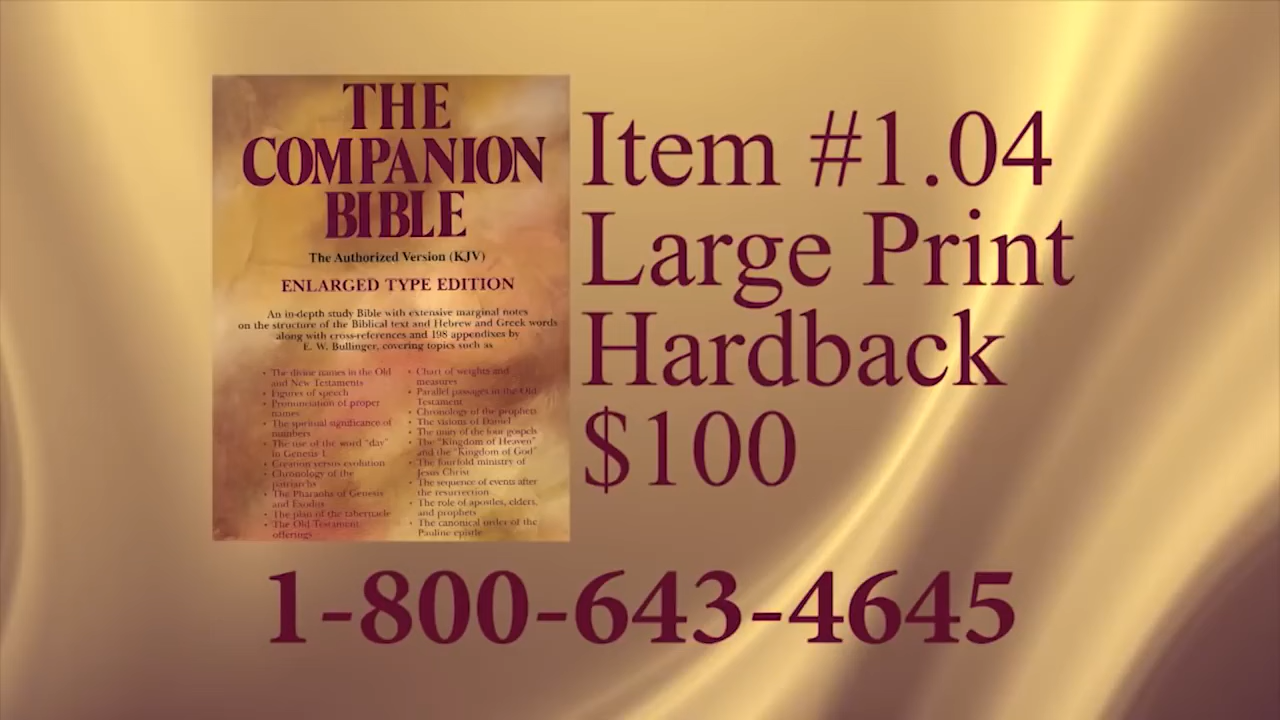 THE
COMPANION
BIBLE
The Authorized Version (KJV)
ENLARGED TYPE EDITION
An in-depth study Bible with extensive marginal notes
on the structure of the Biblical text and Hebrew and Greek words
along with cross-references and 198 appendixes by
E. W. Bullinger, covering topics such as
• The divine names in the Old
and New Testaments
• Figures of speech
• Pronunciation of proper
names
• The spiritual significance of
numbers
• The use of the word "day"
in Genesis I.
• Creation versus evolution
• Chronology of the
patriarchs
• The Pharaohs of Genesis
and Exodus
• The plan of the tabernacle
• The Old Testament
offerings
• Chart of weights and
measures
• Parallel passages in the Old
Testament
• Chronology of the prophets
• The visions of Daniel
• The unity of the four gospels
• The "Kingdom of Heaven"
and the "Kingdom of God"
• The fourfold ministry of
Jesus Christ
• The sequence of events after
the resurrection
• The role of apostles, elders,
and prophets
• The canonical order of the
Pauline epistle
Item #1.04
Large Print
Hardback
$100
1-800-643-4645